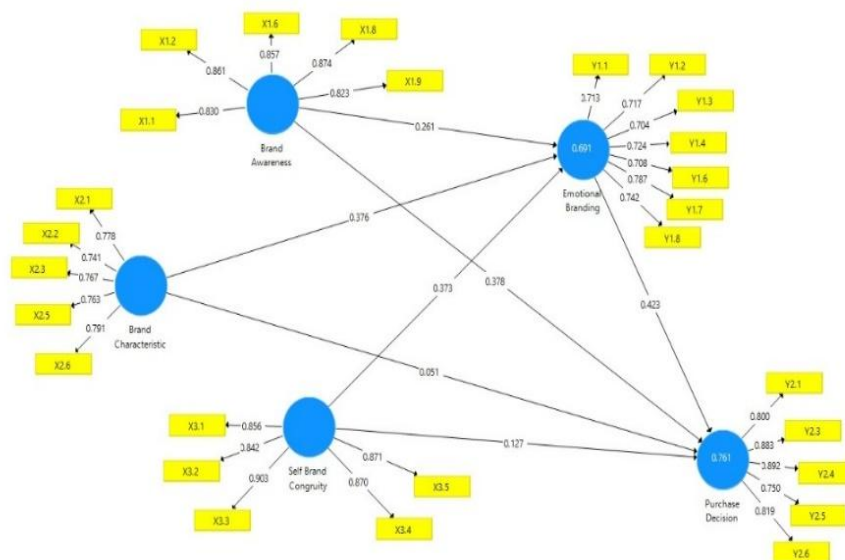 X1.6
X1.2
X1.8
0.857
0.861
0.874
X1.9
0.823
X1.1
0.830
Brand
Awareness
Y1.1
Y1.2
0.713
0.717
Y1.3
0.704
0.724
Y1.4
0.691
0.708
Y1.6
0.787
Y1.7
0.742
Emotional
Branding
Y1.8
0.261
0.376
0.373
0.378
0.423
X2.1
0.778
X2.2
0.741
X2.3
0.767
0.763
X2.5
0.791
X2.6
Brand
Characteristic
0.051
0.127
X3.1
0.856
X3.2
0.842
0.903
X3.3
0.871
X3.5
0.870
X3.4
Self Brand
Congruity
Y2.1
0.800
Y2.3
0.883
0.761
0.892
Y2.4
0.750
Y2.5
0.819
Y2.6
Purchase
Decision